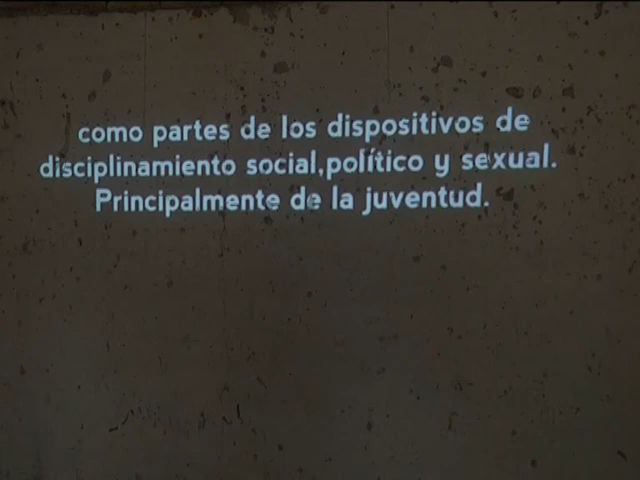 como partes de los dispositivos de
disciplinamiento social,político y sexual.
Principalmente de la juventud.